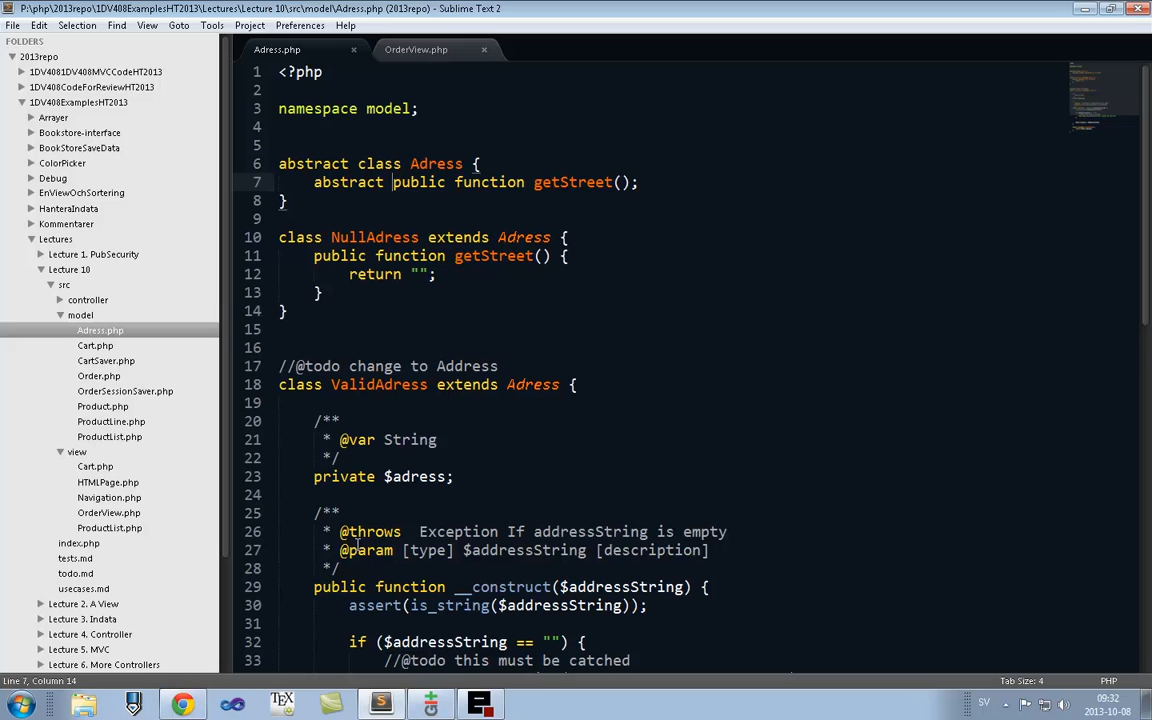 P:\php\2013repo\1DV408ExamplesHT2013\Lectures\Lecture 10\src\model\Adress.php (2013repo) - Sublime Text 2
File Edit Selection Find View Goto Tools Project Preferences Help
FOLDERS
2013repo
1DV4081DV408MVCCodeHT2013
1DV408CodeForReviewHT2013
1DV408ExamplesHT2013
Arrayer
Bookstore-interface
BookStoreSaveData
ColorPicker
Debug
EnViewOchSortering
HanteraIndata
Kommentarer
Lectures
Lecture 1. PubSecurity
Lecture 10
src
controller
model
Adress.php
Cart.php
CartSaver.php
Order.php
OrderSessionSaver.php
Product.php
ProductLine.php
ProductList.php
view
Cart.php
HTMLPage.php
Navigation.php
OrderView.php
ProductList.php
index.php
tests.md
todo.md
usecases.md
Lecture 2. A View
Lecture 3. Indata
Lecture 4. Controller
Lecture 5. MVC
Lecture 6. More Controllers
Adress.php × OrderView.php ×
1 <?php
2
3 namespace model;
4
5
6 abstract class Adress {
7 abstract public function getStreet();
8 }
9
10 class NullAdress extends Adress {
11 public function getStreet() {
12 return "";
13 }
14 }
15
16
17 //@todo change to Address
18 class ValidAdress extends Adress {
19
20 /**
21 * @var String
22 */
23 private $adress;
24
25 /**
26 * @throws  Exception If addressString is empty
27 * @param [type] $addressString [description]
28 */
29 public function __construct($addressString) {
30 assert(is_string($addressString));
31
32 if ($addressString == "") {
33 //@todo this must be catched
Line 7, Column 14 Tab Size: 4 PHP
SV 09:32
2013-10-08